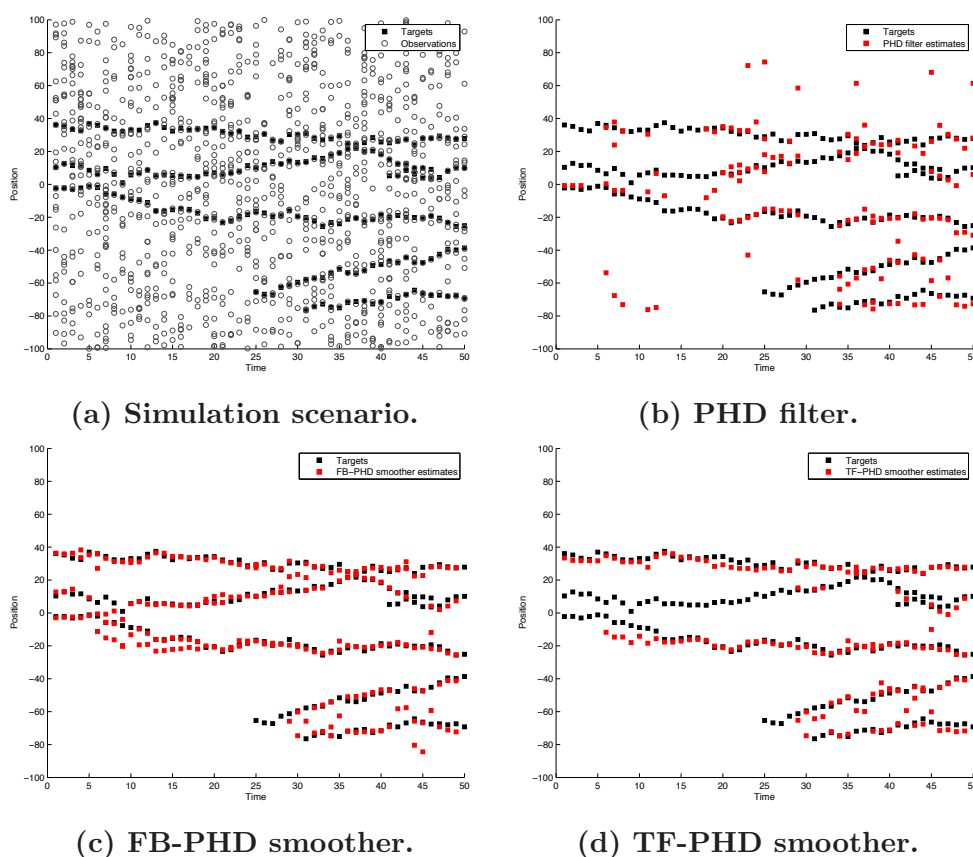 100
80
60
40
20
0
−20
−40
−60
−80
−100
0 5 10 15 20 25 30 35 40 45 50
Position
Time
Targets
Observations
(a) Simulation scenario.
100
80
60
40
20
0
−20
−40
−60
−80
−100
0 5 10 15 20 25 30 35 40 45 50
Position
Time
Targets
PHD filter estimates
(b) PHD filter.
100
80
60
40
20
0
−20
−40
−60
−80
−100
0 5 10 15 20 25 30 35 40 45 50
Position
Time
Targets
FB−PHD smoother estimates
(c) FB-PHD smoother.
100
80
60
40
20
0
−20
−40
−60
−80
−100
0 5 10 15 20 25 30 35 40 45 50
Position
Time
Targets
TF−PHD smoother estimates
(d) TF-PHD smoother.